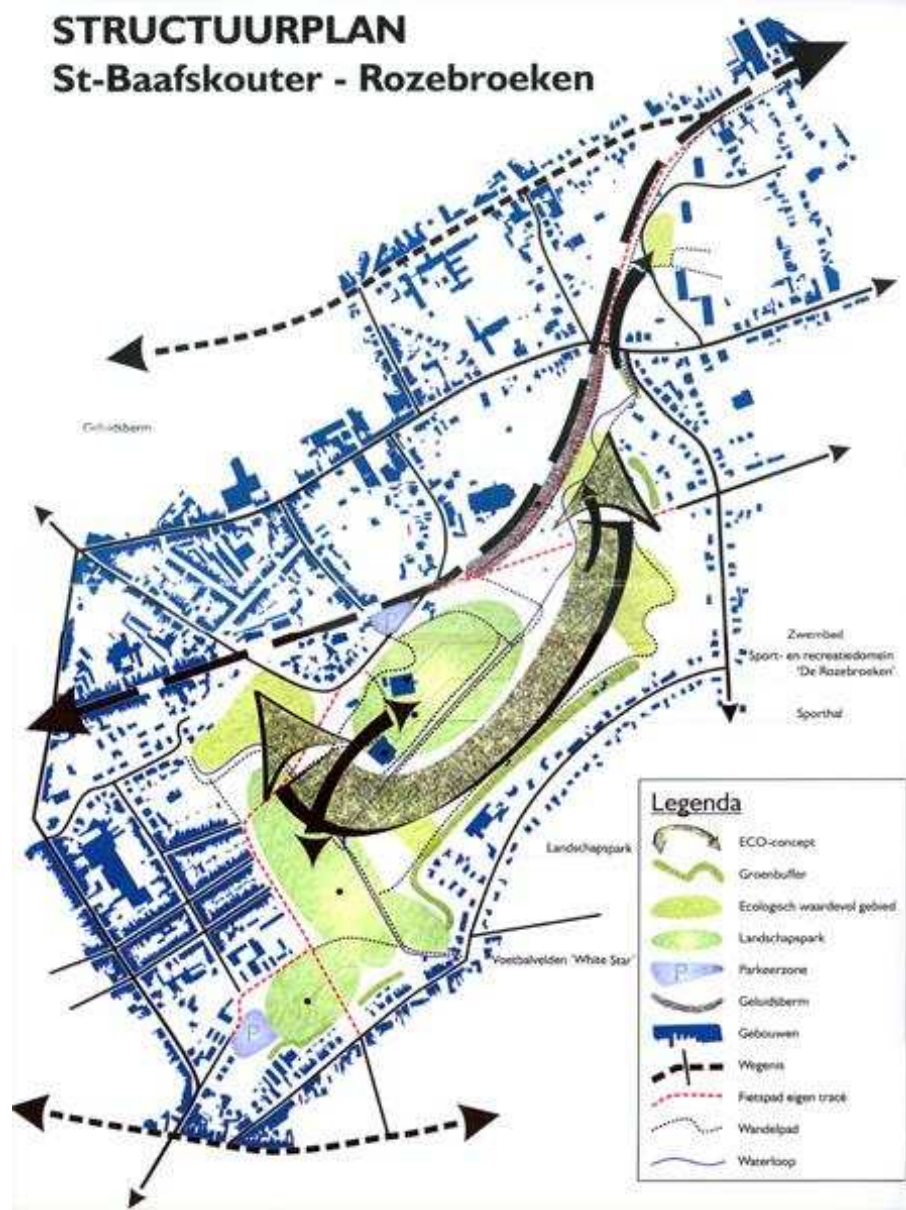 STRUCTUURPLAN
St-Baafskouter - Rozebroeken
Geluidsberm
P
Zwembad
Sport- en recreatiedomein
'De Rozebroeken'
Sporthal
Landschapspark
Voetbalvelden 'White Star'
P
Legenda
ECO-concept
Groenbuffer
Ecologisch waardevol gebied
Landschapspark
P
Parkeerzone
Geluidsberm
Gebouwen
Wegenis
Fietspad eigen tracé
Wandelpad
Waterloop